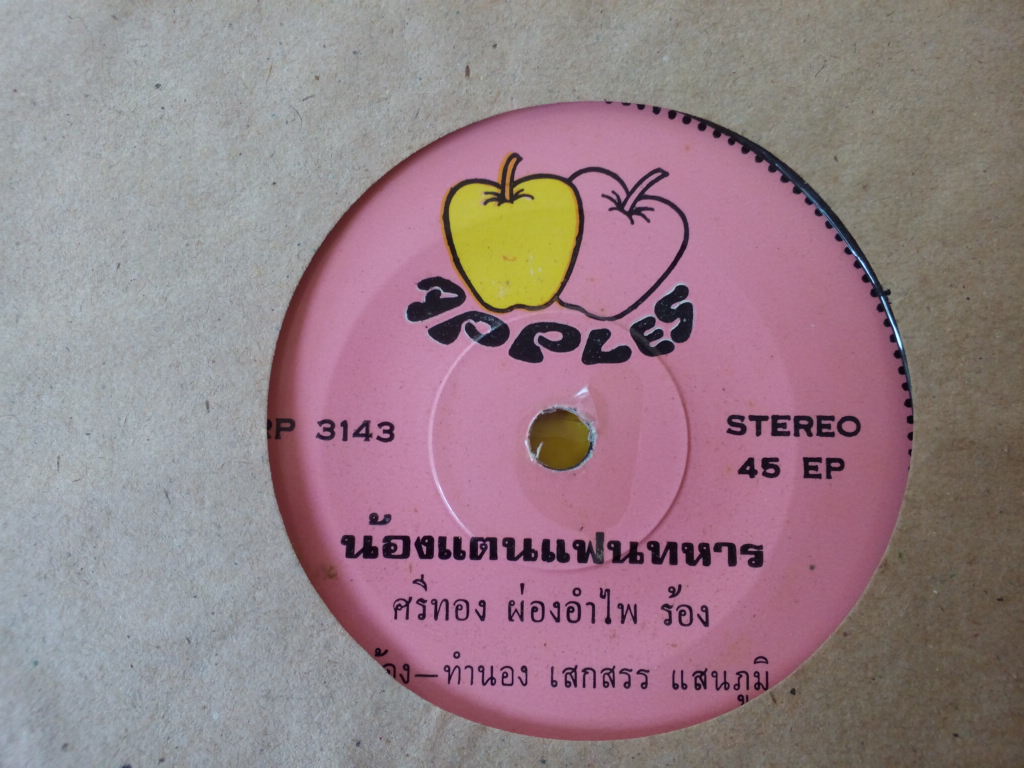 APPLES
RP 3143
STEREO
45 EP
น้องแตนแฟนทหาร
ศรีทอง ผ่องอำไพ ร้อง
–ทำนอง เสกสรร แสนภูมิ